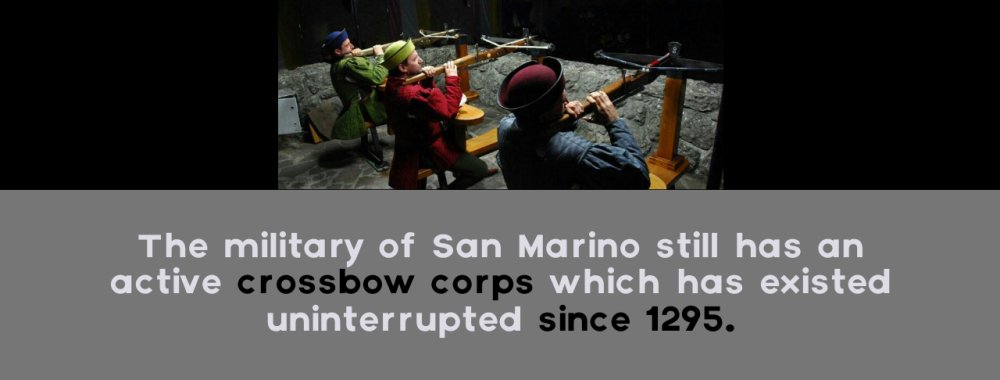 The military of San Marino still has an
active crossbow corps which has existed
uninterrupted since 1295.